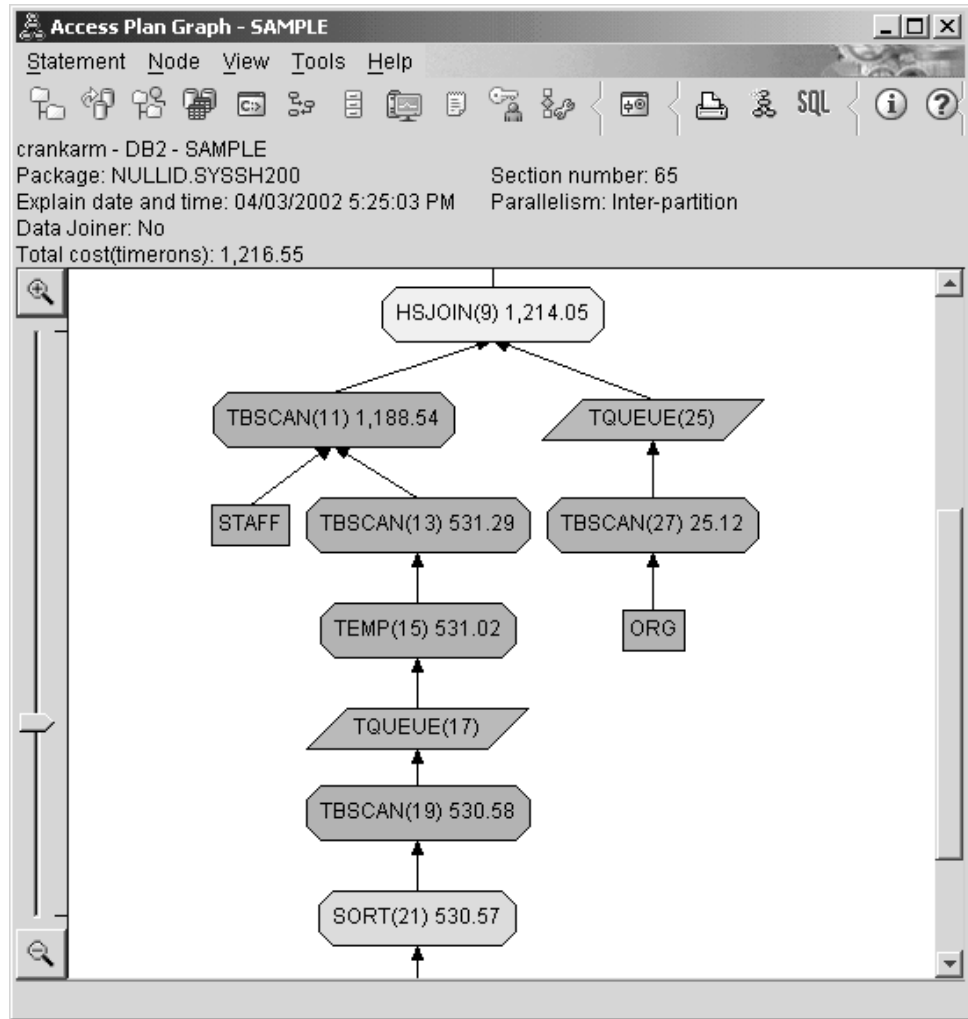 Access Plan Graph - SAMPLE
Statement Node View Tools Help
C:\>
SQL
crankarm - DB2 - SAMPLE
Package: NULLID.SYSSH200 Section number: 65
Explain date and time: 04/03/2002 5:25:03 PM Parallelism: Inter-partition
Data Joiner: No
Total cost(timerons): 1,216.55
HSJOIN(9) 1,214.05
TBSCAN(11) 1,188.54 TQUEUE(25)
STAFF TBSCAN(13) 531.29 TBSCAN(27) 25.12
TEMP(15) 531.02 ORG
TQUEUE(17)
TBSCAN(19) 530.58
SORT(21) 530.57